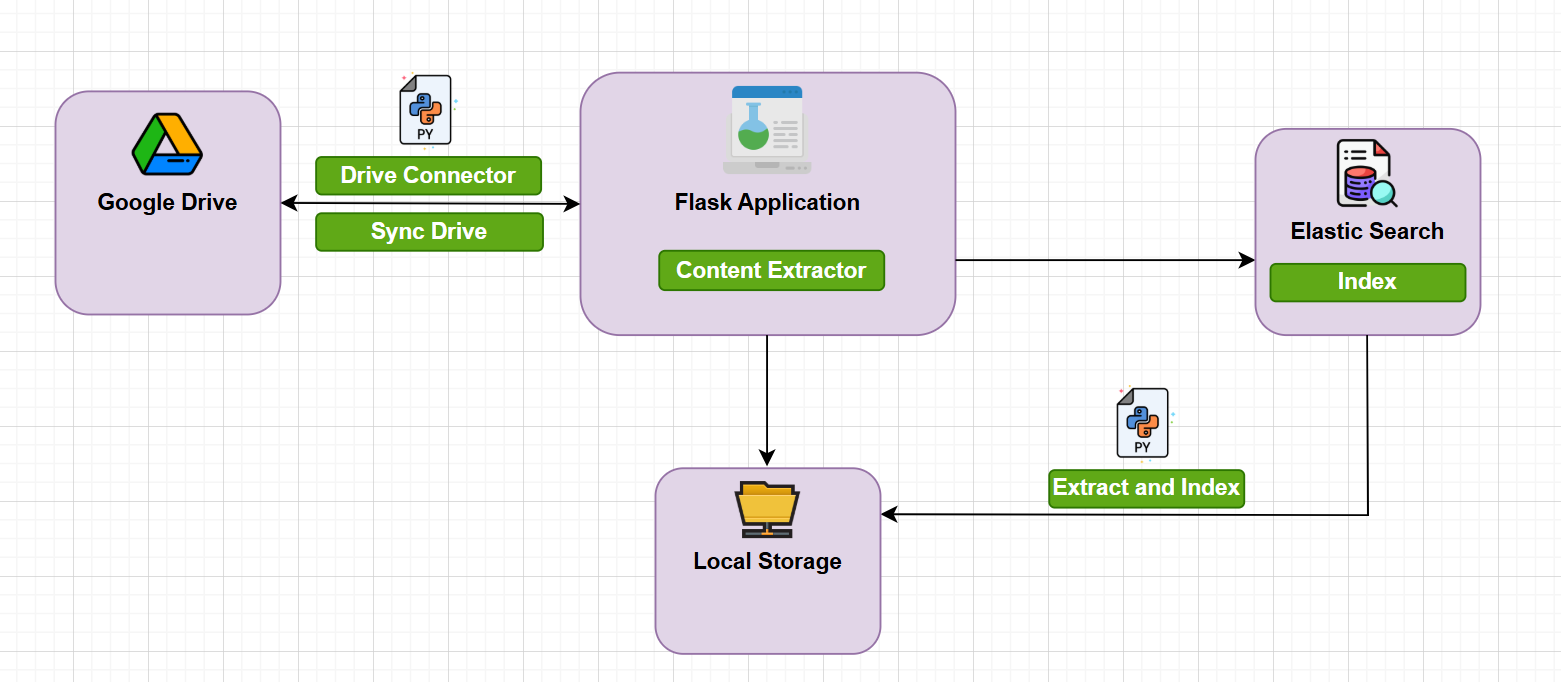 PY
Drive Connector
Google Drive
Sync Drive
Flask Application
Content Extractor
Elastic Search
Index
PY
Extract and Index
Local Storage